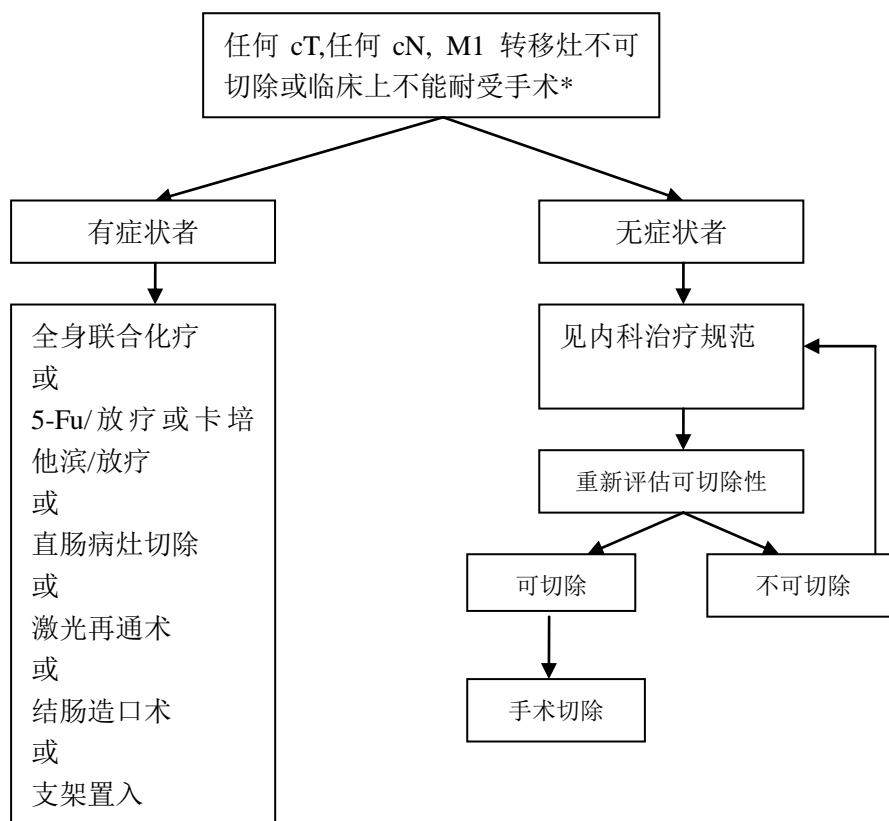 任何 cT,任何 cN, M1 转移灶不可
切除或临床上不能耐受手术*
有症状者
无症状者
全身联合化疗
或
5-Fu/放疗或卡培
他滨/放疗
或
直肠病灶切除
或
激光再通术
或
结肠造口术
或
支架置入
见内科治疗规范
重新评估可切除性
可切除
不可切除
手术切除